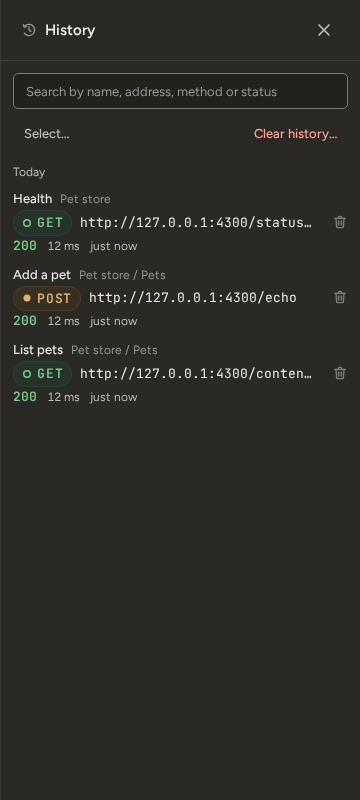 History
Search by name, address, method or status
Select…
Clear history…
Today
Health Pet store
GET http://127.0.0.1:4300/status…
200 12 ms just now
Add a pet Pet store / Pets
POST http://127.0.0.1:4300/echo
200 12 ms just now
List pets Pet store / Pets
GET http://127.0.0.1:4300/conten…
200 12 ms just now